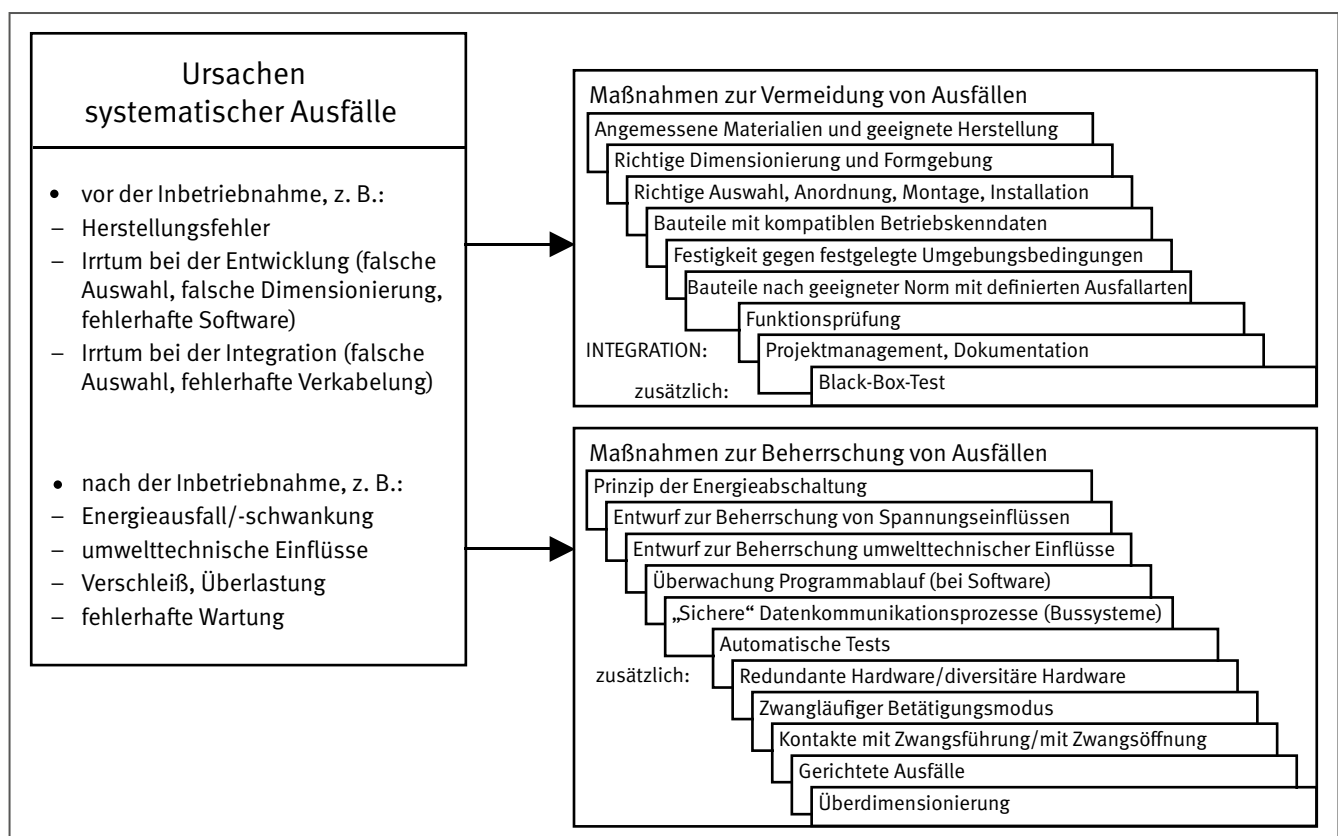 Ursachen
systematischer Ausfälle
• vor der Inbetriebnahme, z. B.:
– Herstellungsfehler
– Irrtum bei der Entwicklung (falsche
Auswahl, falsche Dimensionierung,
fehlerhafte Software)
– Irrtum bei der Integration (falsche
Auswahl, fehlerhafte Verkabelung)
• nach der Inbetriebnahme, z. B.:
– Energieausfall/-schwankung
– umwelttechnische Einflüsse
– Verschleiß, Überlastung
– fehlerhafte Wartung
Maßnahmen zur Vermeidung von Ausfällen
Angemessene Materialien und geeignete Herstellung
Richtige Dimensionierung und Formgebung
Richtige Auswahl, Anordnung, Montage, Installation
Bauteile mit kompatiblen Betriebskenndaten
Festigkeit gegen festgelegte Umgebungsbedingungen
Bauteile nach geeigneter Norm mit definierten Ausfallarten
Funktionsprüfung
INTEGRATION: Projektmanagement, Dokumentation
zusätzlich: Black-Box-Test
Maßnahmen zur Beherrschung von Ausfällen
Prinzip der Energieabschaltung
Entwurf zur Beherrschung von Spannungseinflüssen
Entwurf zur Beherrschung umwelttechnischer Einflüsse
Überwachung Programmablauf (bei Software)
„Sichere“ Datenkommunikationsprozesse (Bussysteme)
Automatische Tests
zusätzlich: Redundante Hardware/diversitäre Hardware
Zwangläufiger Betätigungsmodus
Kontakte mit Zwangsführung/mit Zwangsöffnung
Gerichtete Ausfälle
Überdimensionierung